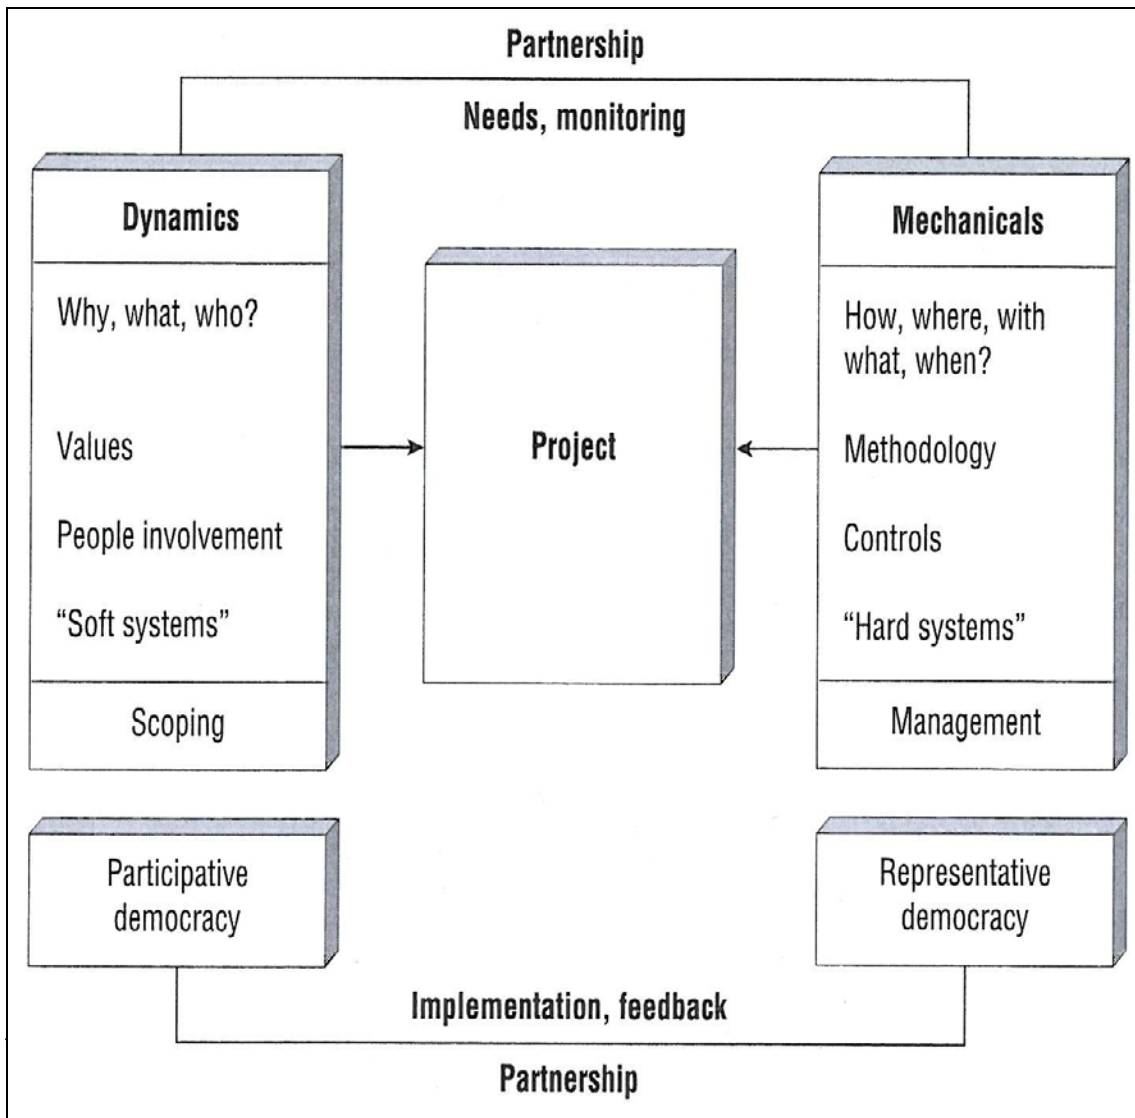 Partnership
Needs, monitoring
Dynamics
Why, what, who?
Values
People involvement
“Soft systems”
Scoping
Project
Mechanicals
How, where, with
what, when?
Methodology
Controls
“Hard systems”
Management
Participative
democracy
Representative
democracy
Implementation, feedback
Partnership